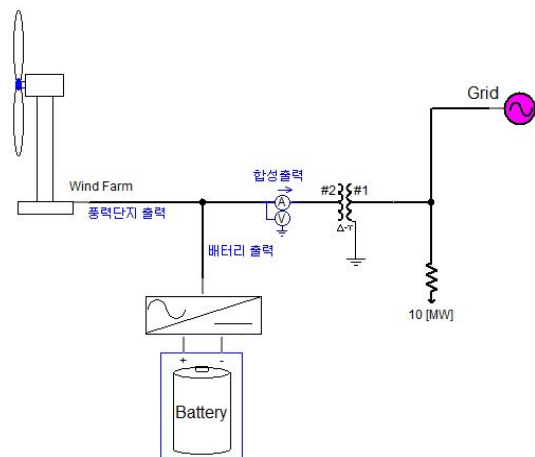 Grid
합성출력
#2 #1
A
V
Δ-Y
Wind Farm
풍력단지 출력
배터리 출력
10 [MW]
+ -
Battery